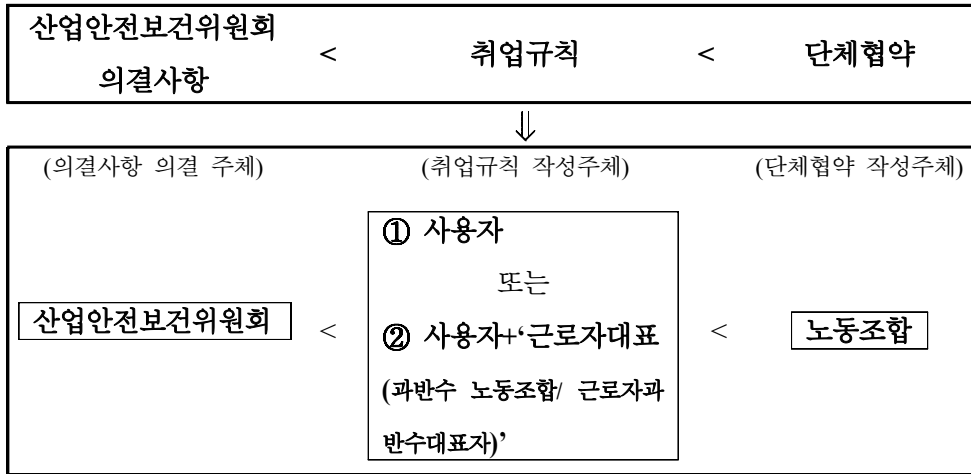 산업안전보건위원회
의결사항
<
취업규칙
<
단체협약
⇓
(의결사항 의결 주체)
(취업규칙 작성주체)
(단체협약 작성주체)
산업안전보건위원회
<
① 사용자
또는
② 사용자+‘근로자대표
(과반수 노동조합/ 근로자과
반수대표자)’
<
노동조합